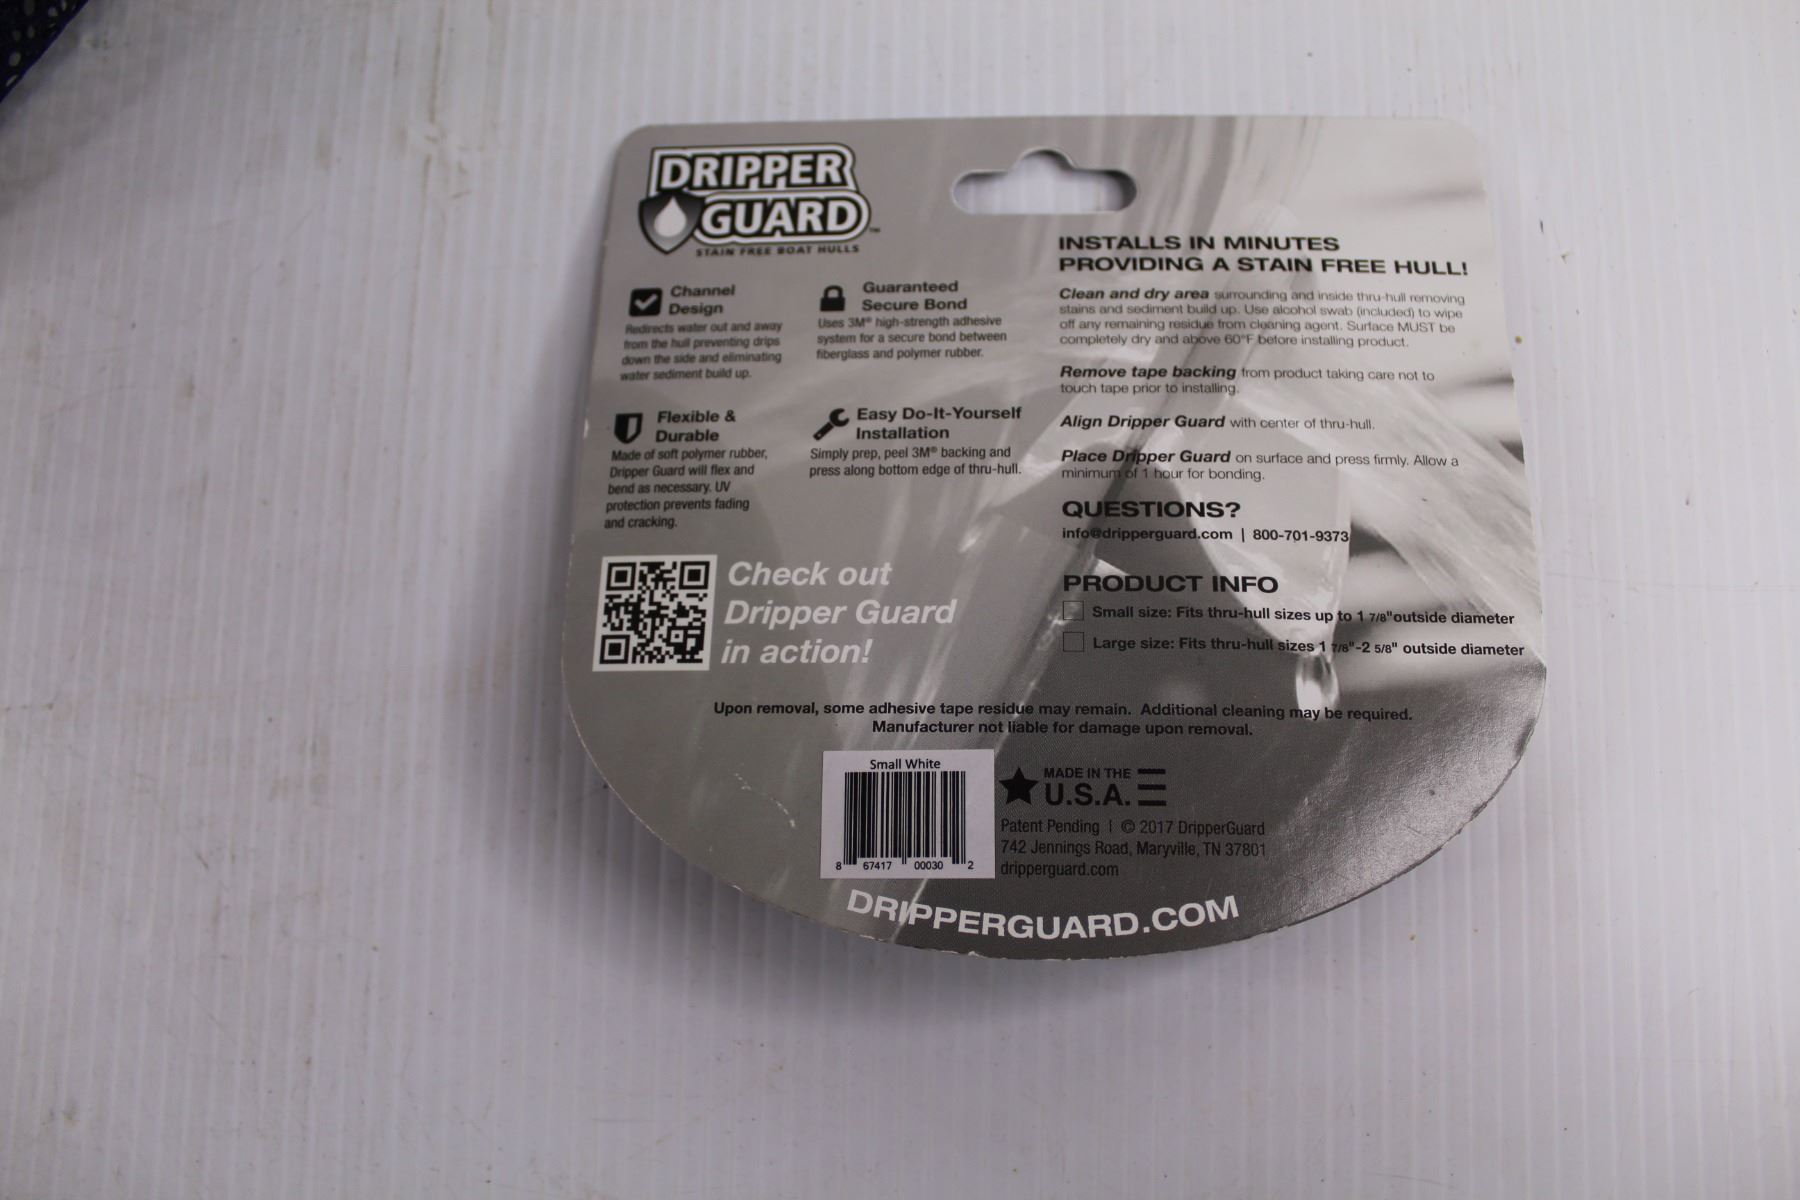 DRIPPER
GUARD™
STAIN FREE BOAT HULLS
Channel
Design
Redirects water out and away
from the hull preventing drips
down the side and eliminating
water sediment build up.
Guaranteed
Secure Bond
Uses 3M® high-strength adhesive
system for a secure bond between
fiberglass and polymer rubber.
Flexible &
Durable
Made of soft polymer rubber,
Dripper Guard will flex and
bend as necessary. UV
protection prevents fading
and cracking.
Easy Do-It-Yourself
Installation
Simply prep, peel 3M® backing and
press along bottom edge of thru-hull.
Check out
Dripper Guard
in action!
INSTALLS IN MINUTES
PROVIDING A STAIN FREE HULL!
Clean and dry area surrounding and inside thru-hull removing
stains and sediment build up. Use alcohol swab (included) to wipe
off any remaining residue from cleaning agent. Surface MUST be
completely dry and above 60°F before installing product.
Remove tape backing from product taking care not to
touch tape prior to installing.
Align Dripper Guard with center of thru-hull.
Place Dripper Guard on surface and press firmly. Allow a
minimum of 1 hour for bonding.
QUESTIONS?
info@dripperguard.com | 800-701-9373
PRODUCT INFO
Small size: Fits thru-hull sizes up to 1 7/8"outside diameter
Large size: Fits thru-hull sizes 1 7/8"-2 5/8" outside diameter
Upon removal, some adhesive tape residue may remain. Additional cleaning may be required.
Manufacturer not liable for damage upon removal.
Small White
8 67417 00030 2
MADE IN THE
U.S.A.
Patent Pending | © 2017 DripperGuard
742 Jennings Road, Maryville, TN 37801
dripperguard.com
DRIPPERGUARD.COM